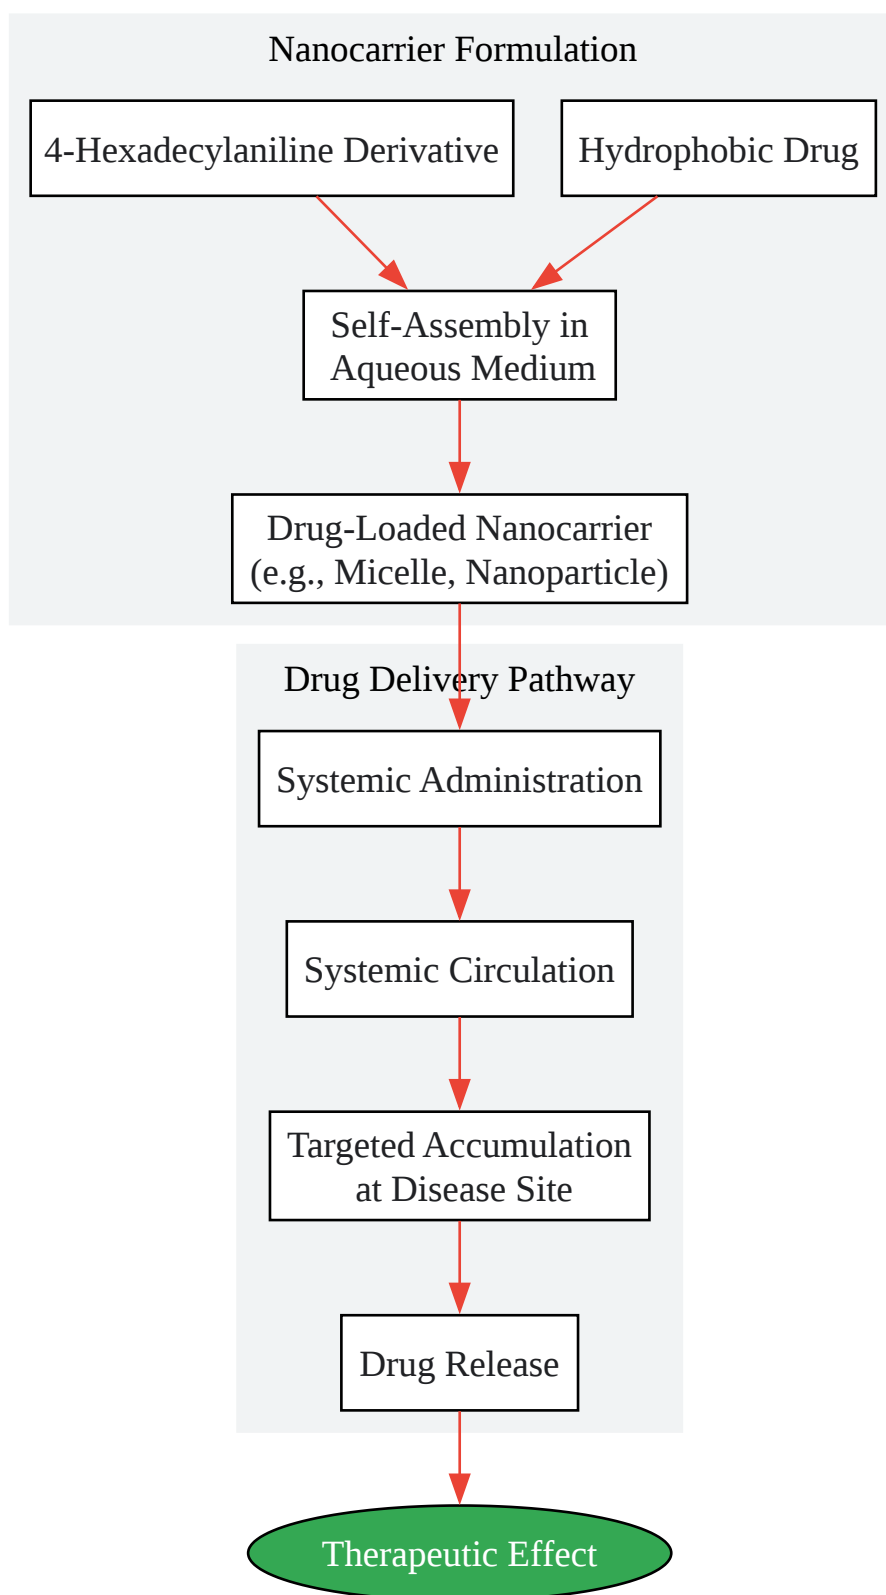 Nanocarrier Formulation
4-Hexadecylaniline Derivative
Hydrophobic Drug
Self-Assembly in
Aqueous Medium
Drug-Loaded Nanocarrier
(e.g., Micelle, Nanoparticle)
Drug Delivery Pathway
Systemic Administration
Systemic Circulation
Targeted Accumulation
at Disease Site
Drug Release
Therapeutic Effect